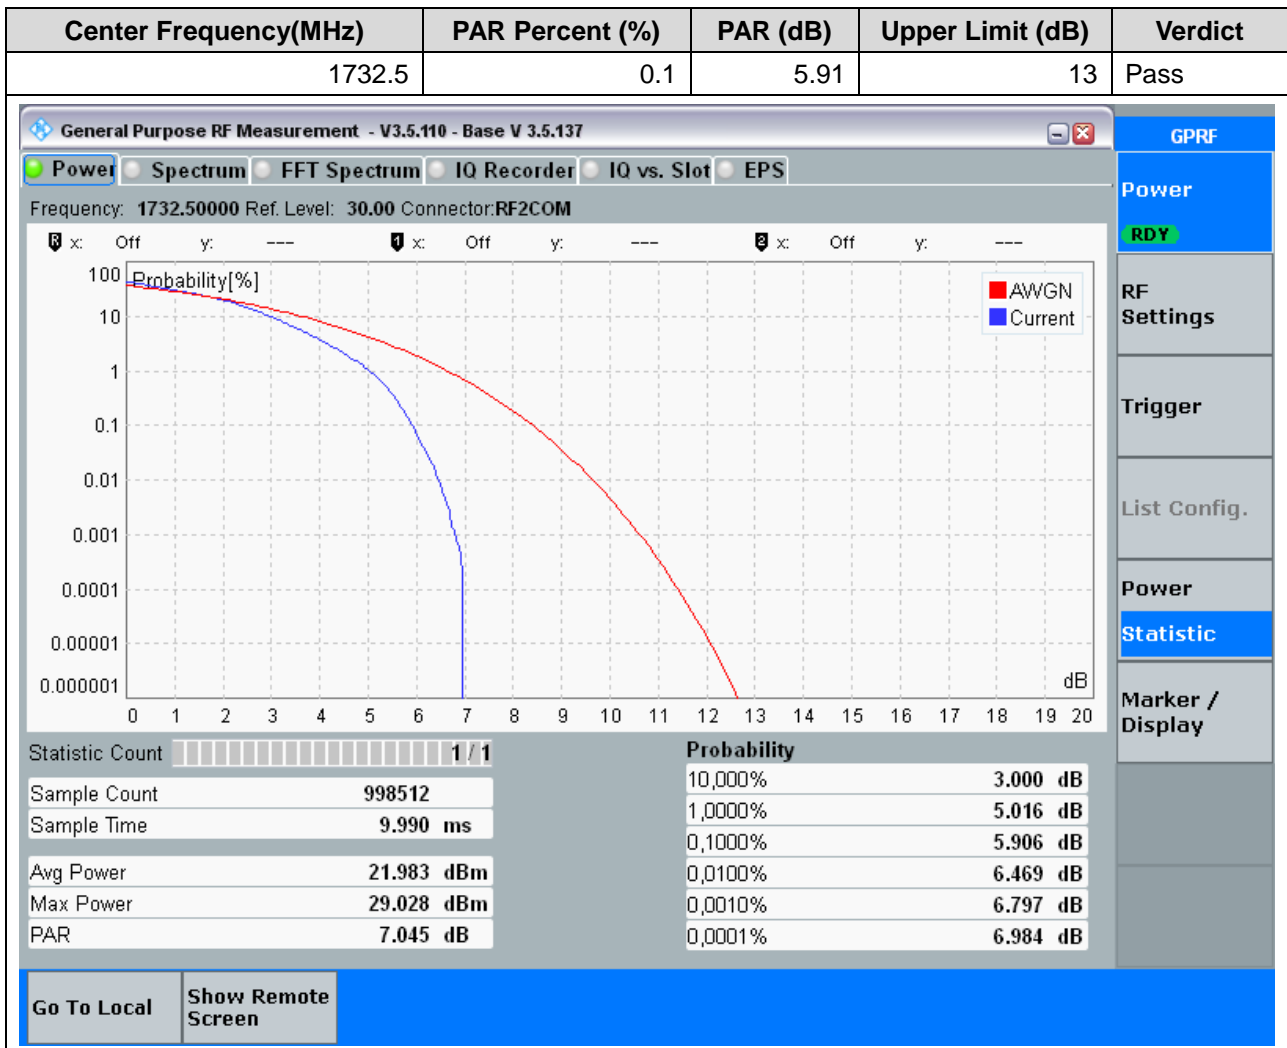 Center Frequency(MHz) PAR Percent (%) PAR (dB) Upper Limit (dB) Verdict
1732.5 0.1 5.91 13 Pass
General Purpose RF Measurement - V3.5.110 - Base V 3.5.137
GPRF
Power Spectrum FFT Spectrum IQ Recorder IQ vs. Slot EPS
Frequency: 1732.50000 Ref. Level: 30.00 Connector:RF2COM
R x: Off y: --- 1 x: Off y: --- 2 x: Off y: ---
Probability[%]
AWGN
Current
100
10
1
0.1
0.01
0.001
0.0001
0.00001
0.000001
dB
0 1 2 3 4 5 6 7 8 9 10 11 12 13 14 15 16 17 18 19 20
Statistic Count 1 / 1
Sample Count 998512
Sample Time 9.990 ms
Avg Power 21.983 dBm
Max Power 29.028 dBm
PAR 7.045 dB
Probability
10,000% 3.000 dB
1,0000% 5.016 dB
0,1000% 5.906 dB
0,0100% 6.469 dB
0,0010% 6.797 dB
0,0001% 6.984 dB
Power
RDY
RF
Settings
Trigger
List Config.
Power
Statistic
Marker /
Display
Go To Local
Show Remote
Screen